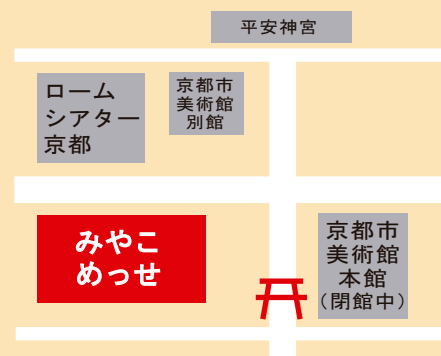 平安神宮
ローム
シアター
京都
京都市
美術館
別館
みやこ
めっせ
京都市
美術館
本館
（閉館中）